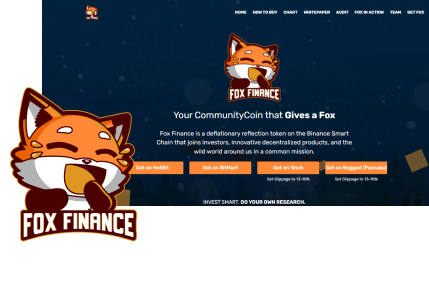 HOME HOW TO BUY CHART WHITEPAPER AUDIT FOX IN ACTION TEAM GET FOX
FOX FINANCE
Your CommunityCoin that Gives a Fox
Fox Finance is a deflationary reflection token on the Binance Smart
Chain that joins investors, innovative decentralized products, and the
wild world around us in a common mission.
Get on HotBit Get on BitMart Get on 1inch Get on Bogged (Pancake)
Set Slippage to 13-18% Set Slippage to 13-18%
INVEST SMART. DO YOUR OWN RESEARCH.
FOX FINANCE